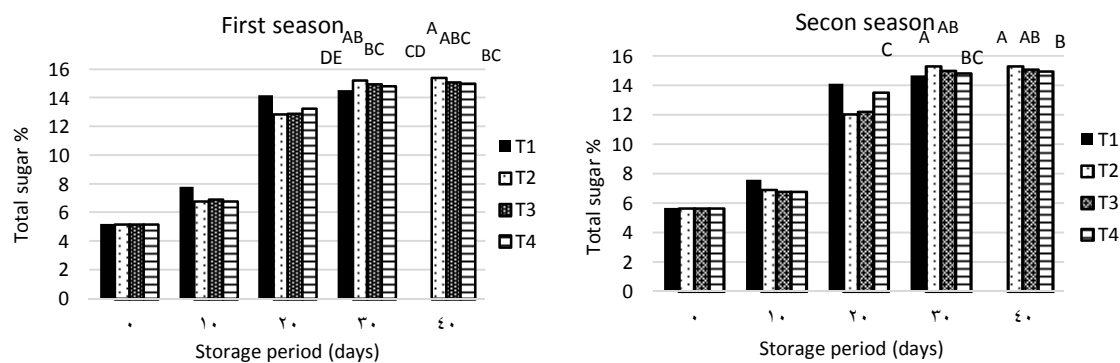 First season
DE AB BC CD A ABC BC
Total sugar %
16
14
12
10
8
6
4
2
0
٠ ١٠ ٢٠ ٣٠ ٤٠
Storage period (days)
T1
T2
T3
T4
Secon season
C A AB BC A AB B
Total sugar %
16
14
12
10
8
6
4
2
0
٠ ١٠ ٢٠ ٣٠ ٤٠
Storage period (days)
T1
T2
T3
T4